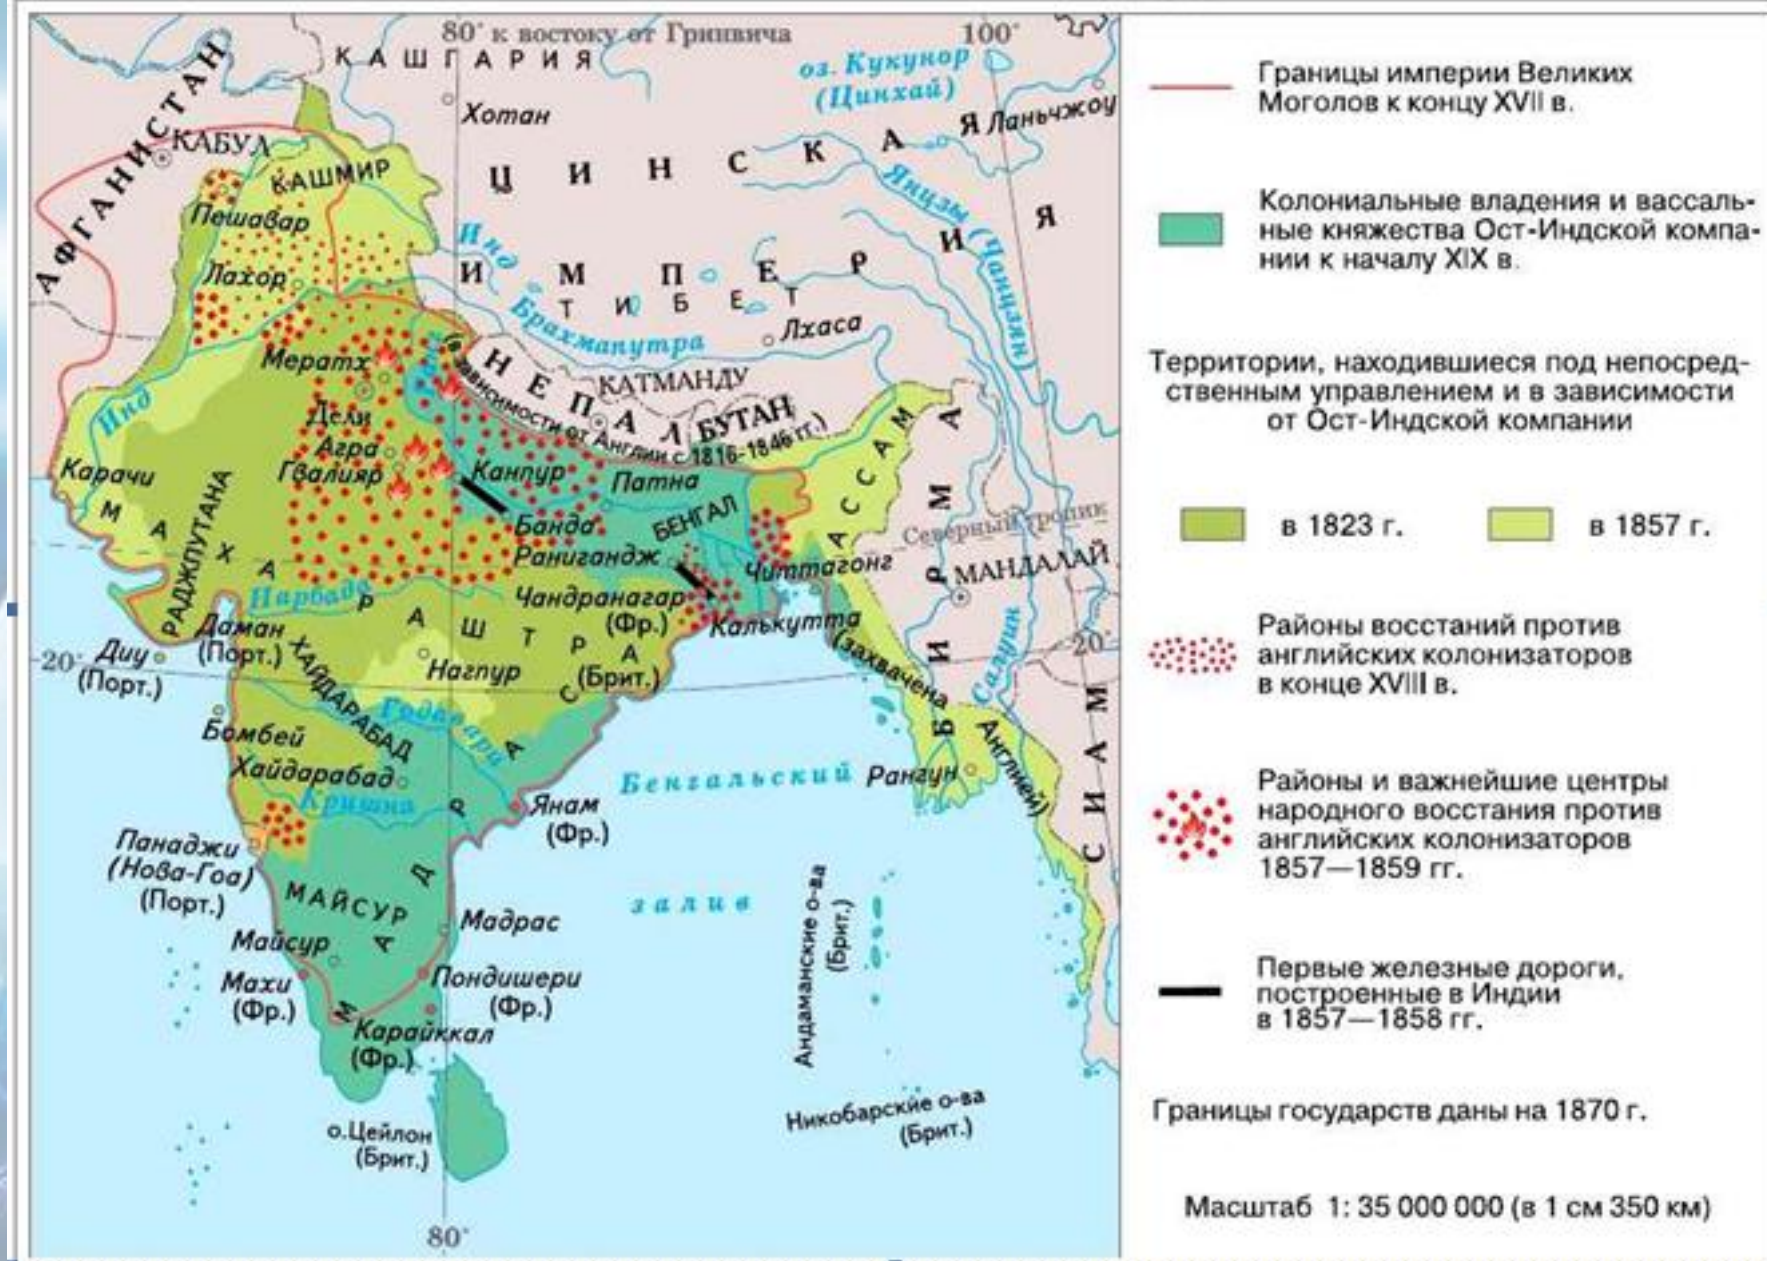 80° к востоку от Гринвича
100°
КАШГАРИЯ
оз. Кукунор
(Цинхай)
Хотан
Ланьчжоу
АФГАНИСТАН
КАБУЛ
КАШМИР
ЦИНСКАЯ
ИМПЕРИЯ
Янцзы (Чанцзян)
Пешавар
Инд
Лахор
ТИБЕТ
Брахмапутра
Лхаса
Мератх
НЕПАЛ
КАТМАНДУ
(в зависимости от Англии с 1816-1846 гг.)
БУТАН
Инд
Дели
Агра
Гвалияр
Канпур
Патна
АССАМ
Карачи
РАДЖПУТАНА
Банда
БЕНГАЛ
Северный тропик
Ранигандж
Читтагонг
МАНДАЛАЙ
БИРМА
МАХАРАШТРА
Нарбада
Чандранагар
(Фр.)
Калькутта
20°
Диу
(Порт.)
Даман
(Порт.)
Нагпур
(Брит.)
(захвачена Англией)
Салуин
20°
ХАЙДАРАБАД
Годавари
Бомбей
Хайдарабад
Кришна
Янам
(Фр.)
Бенгальский
залив
Рангун
СИАМ
Панаджи
(Нова-Гоа)
(Порт.)
МАЙСУР
МАДРАС
Мадрас
Майсур
Махи
(Фр.)
Пондишери
(Фр.)
Карайккал
(Фр.)
Андаманские о-ва
(Брит.)
Никобарские о-ва
(Брит.)
о.Цейлон
(Брит.)
80°
Границы империи Великих
Моголов к концу XVII в.
Колониальные владения и вассаль-
ные княжества Ост-Индской компа-
нии к началу XIX в.
Территории, находившиеся под непосред-
ственным управлением и в зависимости
от Ост-Индской компании
в 1823 г.
в 1857 г.
Районы восстаний против
английских колонизаторов
в конце XVIII в.
Районы и важнейшие центры
народного восстания против
английских колонизаторов
1857—1859 гг.
Первые железные дороги,
построенные в Индии
в 1857—1858 гг.
Границы государств даны на 1870 г.
Масштаб 1: 35 000 000 (в 1 см 350 км)